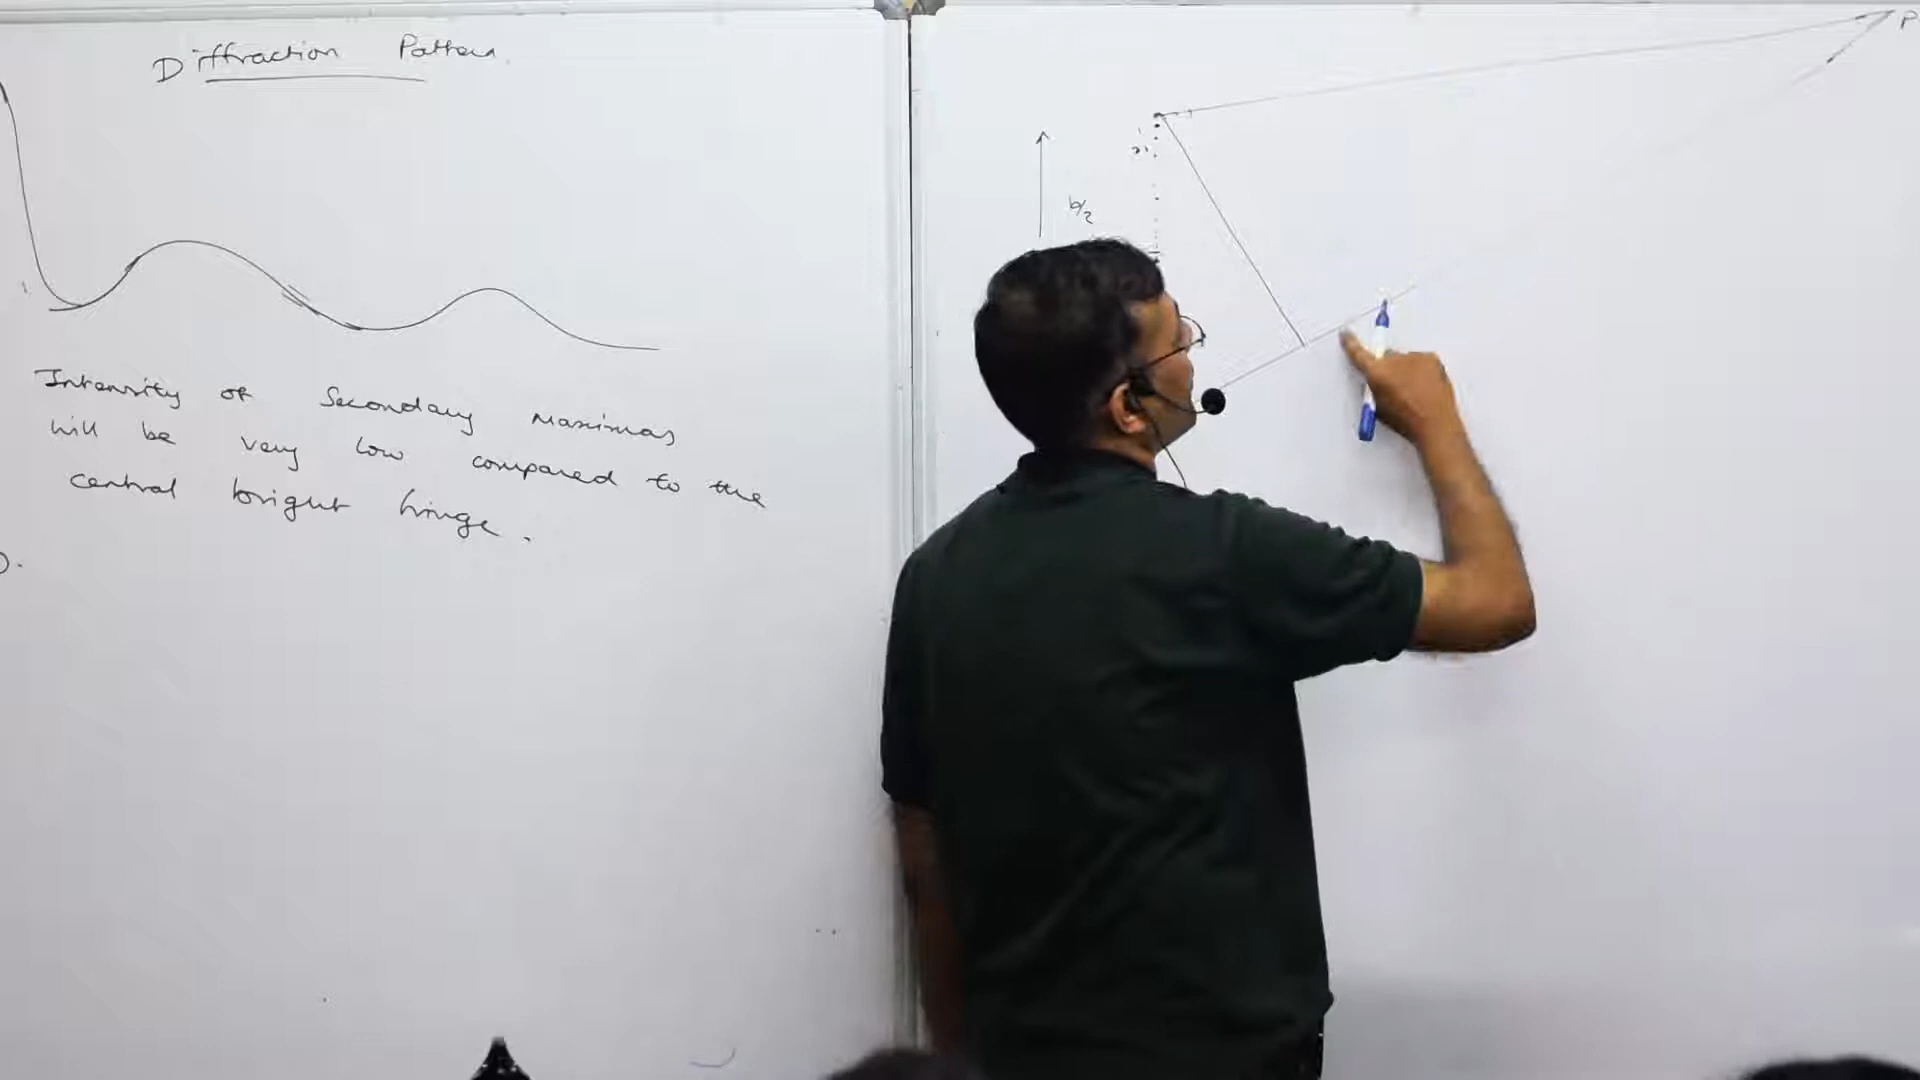 Diffraction Pattern
Intensity of Secondary Maximas
will be very low compared to the
central bright fringe.
P
b/2